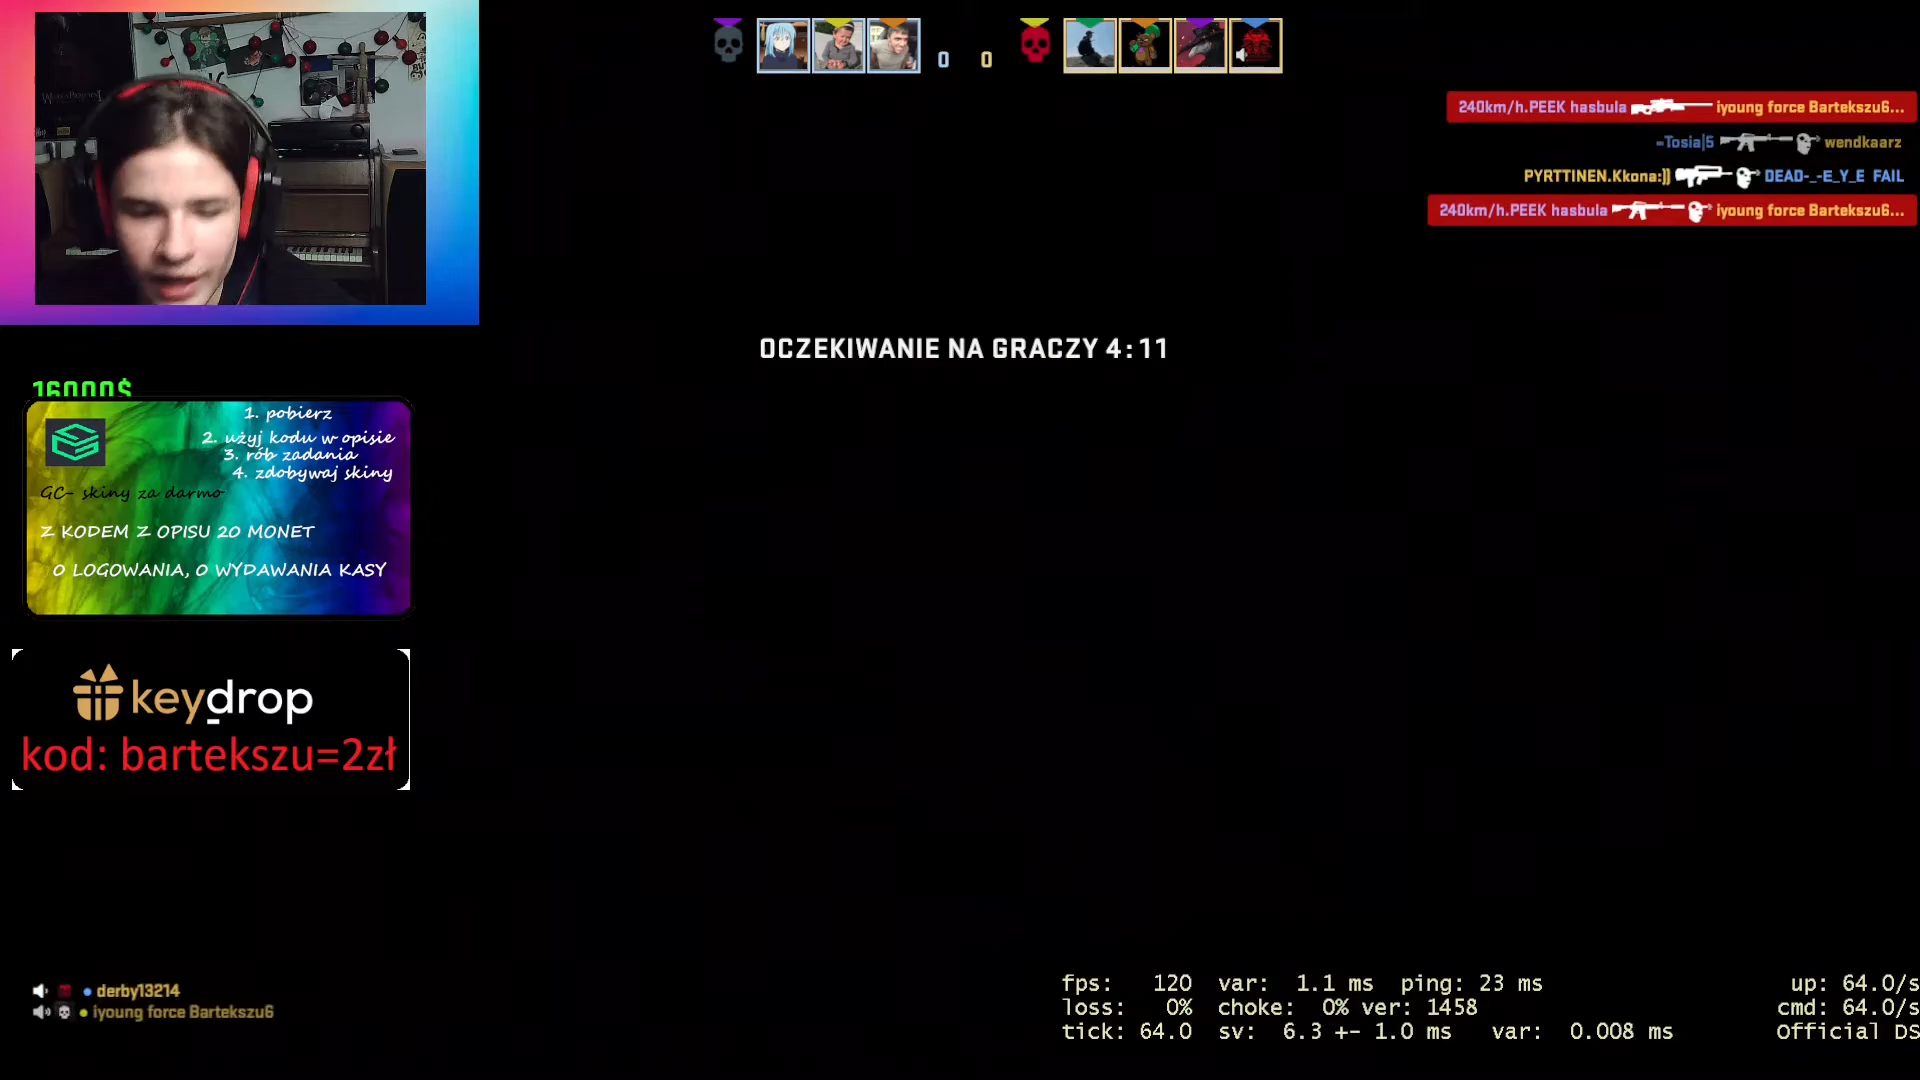 0 0
240km/h.PEEK hasbula iyoung force Bartekszu6...
=Tosia|5 wendkaarz
PYRTTINEN.Kkona:]] DEAD-_-E_Y_E FAIL
240km/h.PEEK hasbula iyoung force Bartekszu6...
OCZEKIWANIE NA GRACZY 4:11
16000$
1. pobierz
2. użyj kodu w opisie
3. rób zadania
4. zdobywaj skiny
GC- skiny za darmo
Z KODEM Z OPISU 20 MONET
0 LOGOWANIA, 0 WYDAWANIA KASY
keydrop
kod: bartekszu=2zł
derby13214
iyoung force Bartekszu6
fps: 120 var: 1.1 ms ping: 23 ms up: 64.0/s
loss: 0% choke: 0% ver: 1458 cmd: 64.0/s
tick: 64.0 sv: 6.3 +- 1.0 ms var: 0.008 ms Official DS